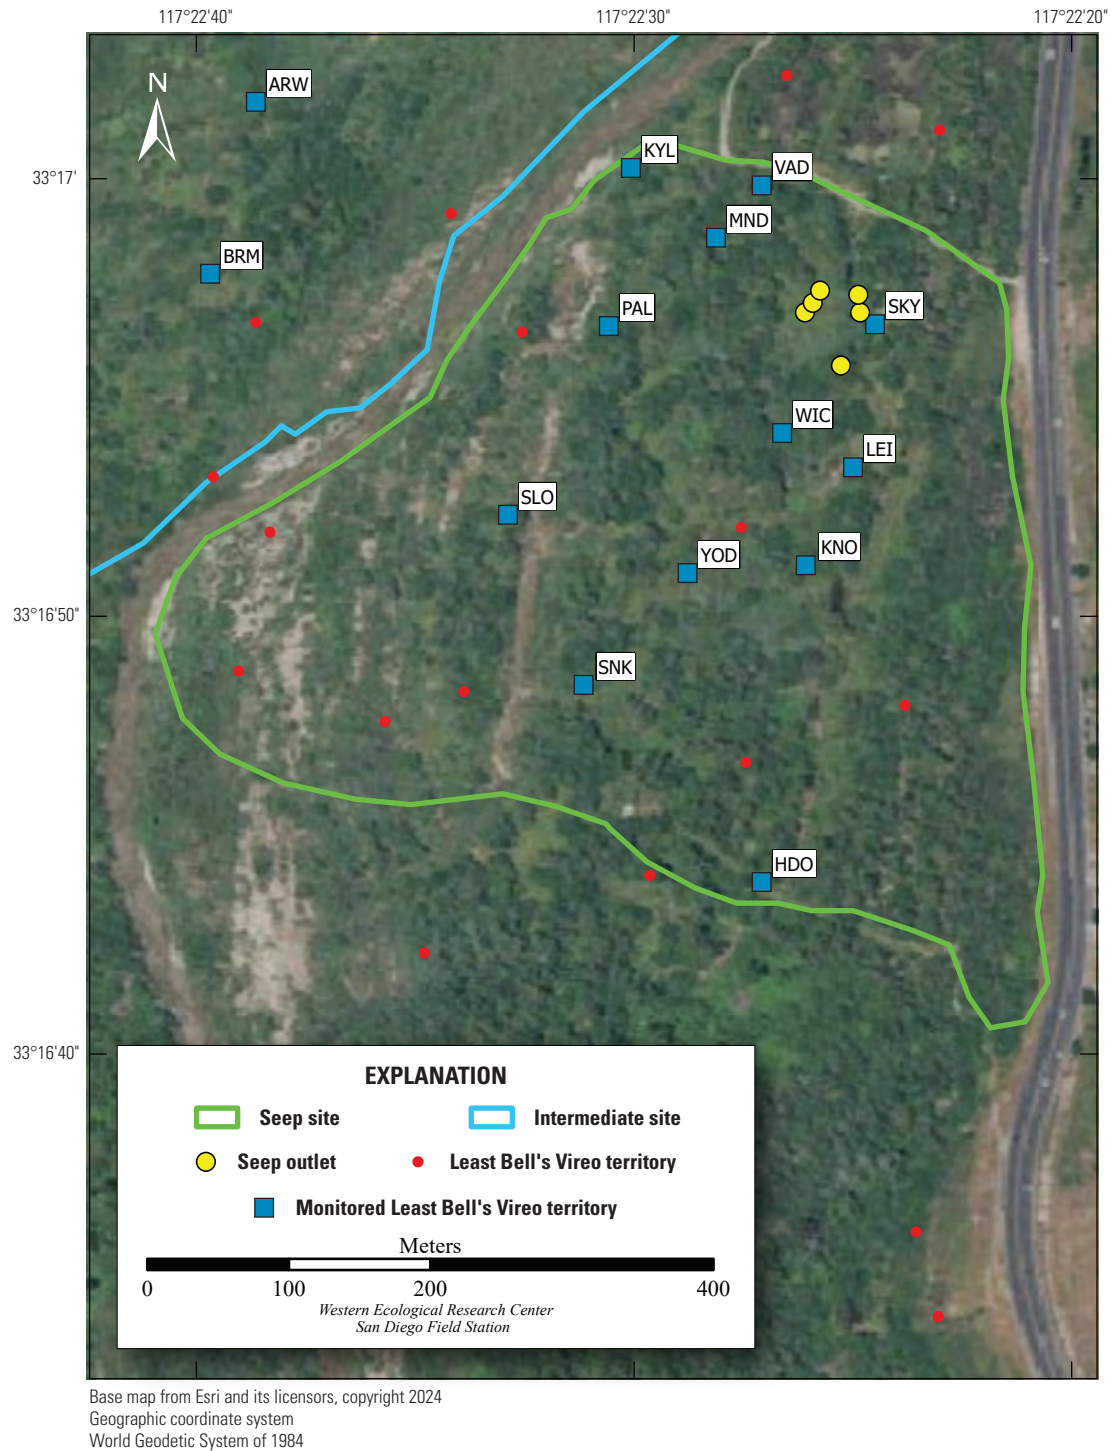 117°22'40" 117°22'30" 117°22'20"
N
ARW
KYL
VAD
33°17'
MND
BRM
PAL
SKY
WIC
LEI
SLO
KNO
YOD
33°16'50"
SNK
HDO
33°16'40"
EXPLANATION
Seep site Intermediate site
Seep outlet Least Bell's Vireo territory
Monitored Least Bell's Vireo territory
Meters
0 100 200 400
Western Ecological Research Center
San Diego Field Station
Base map from Esri and its licensors, copyright 2024
Geographic coordinate system
World Geodetic System of 1984